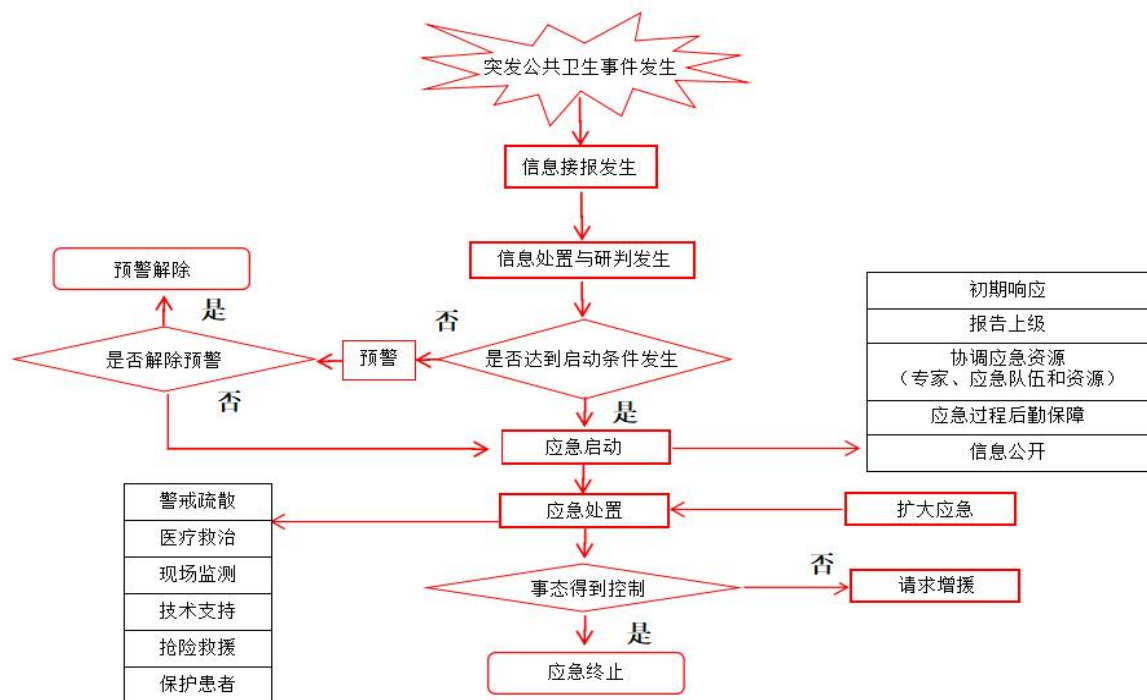 突发公共卫生事件发生
信息接报发生
信息处置与研判发生
预警解除
是
否
是否解除预警
预警
是否达到启动条件发生
否
是
初期响应
报告上级
协调应急资源
（专家、应急队伍和资源）
应急过程后勤保障
信息公开
应急启动
警戒疏散
医疗救治
现场监测
技术支持
抢险救援
保护患者
应急处置
扩大应急
事态得到控制
否
请求增援
是
应急终止